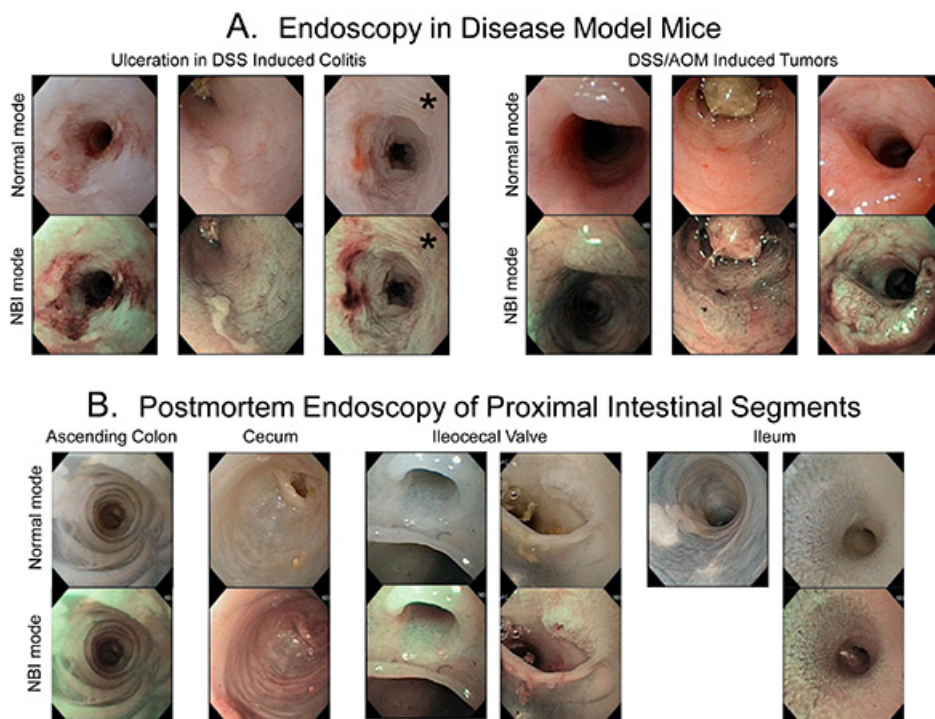 A. Endoscopy in Disease Model Mice
Ulceration in DSS Induced Colitis
DSS/AOM Induced Tumors
Normal mode
*
Normal mode
NBI mode
*
NBI mode
B. Postmortem Endoscopy of Proximal Intestinal Segments
Ascending Colon
Cecum
Ileocecal Valve
Ileum
Normal mode
NBI mode